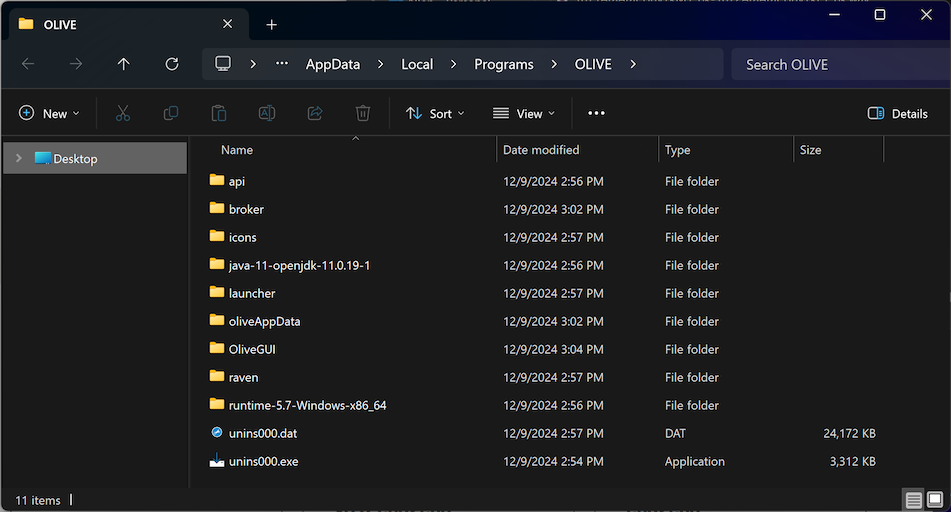 OLIVE
AppData Local Programs OLIVE
Search OLIVE
New Sort View Details
Name Date modified Type Size
Desktop
api 12/9/2024 2:56 PM File folder
broker 12/9/2024 3:02 PM File folder
icons 12/9/2024 2:57 PM File folder
java-11-openjdk-11.0.19-1 12/9/2024 2:56 PM File folder
launcher 12/9/2024 2:57 PM File folder
oliveAppData 12/9/2024 3:02 PM File folder
OliveGUI 12/9/2024 3:04 PM File folder
raven 12/9/2024 2:57 PM File folder
runtime-5.7-Windows-x86_64 12/9/2024 2:56 PM File folder
unins000.dat 12/9/2024 2:57 PM DAT 24,172 KB
unins000.exe 12/9/2024 2:54 PM Application 3,312 KB
11 items